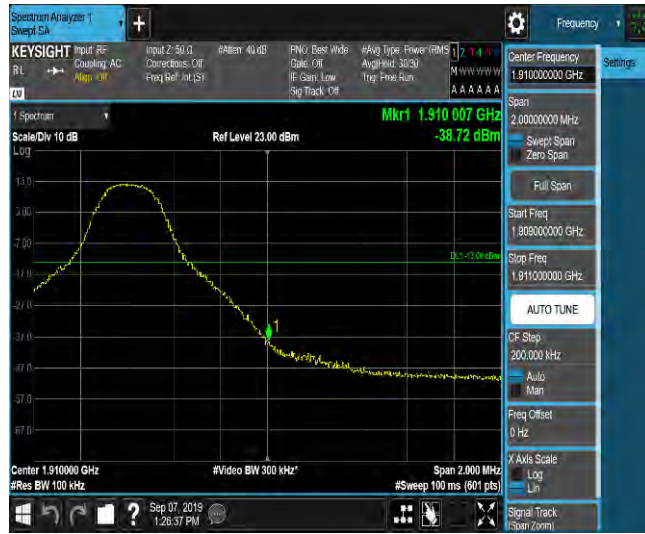 Spectrum Analyzer 1
Swept SA
+
Frequency
KEYSIGHT
RL
Input: RF
Coupling: AC
Align: Off
Input Z: 50 Ω
Corrections: Off
Freq Ref: Int (S)
#Atten: 40 dB
PNO: Best Wide
Gate: Off
IF Gain: Low
Sig Track: Off
#Avg Type: Power (RMS
Avg|Hold: 30/30
Trig: Free Run
M W W W W W
A A A A A A
LNI
1 Spectrum
Scale/Div 10 dB
Log
Ref Level 23.00 dBm
Mkr1 1.910 007 GHz
-38.72 dBm
13.0
3.00
-7.00
DL1 -13.00 dBm
-17.0
-27.0
1
-37.0
-47.0
-57.0
-67.0
Center 1.910000 GHz
#Res BW 100 kHz
#Video BW 300 kHz*
Span 2.000 MHz
#Sweep 100 ms (601 pts)
?
Sep 07, 2019
1:26:37 PM
Center Frequency
1.910000000 GHz
Settings
Span
2.00000000 MHz
Swept Span
Zero Span
Full Span
Start Freq
1.909000000 GHz
Stop Freq
1.911000000 GHz
AUTO TUNE
CF Step
200.000 kHz
Auto
Man
Freq Offset
0 Hz
X Axis Scale
Log
Lin
Signal Track
(Span Zoom)